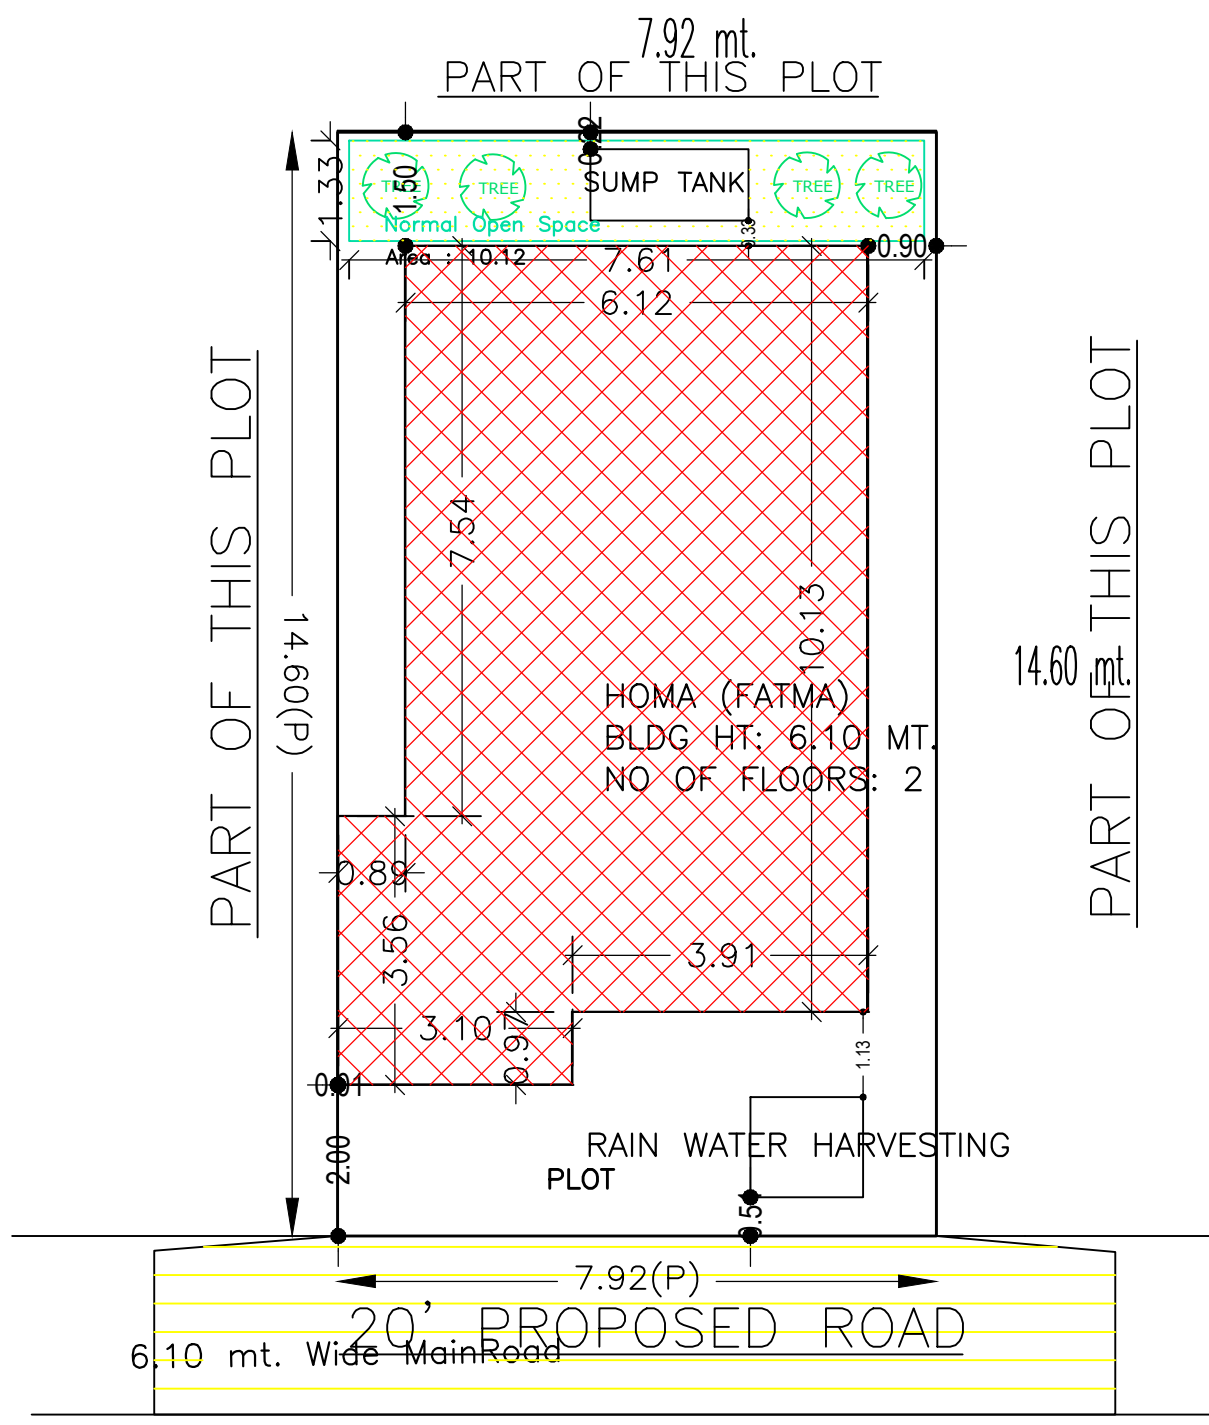 7.92 mt.
PART OF THIS PLOT
0.22
1.33
TREE
1.50
TREE
SUMP TANK
TREE
TREE
Normal Open Space
0.33
Area : 10.12
7.61
0.90
6.12
PART OF THIS PLOT
PART OF THIS PLOT
7.54
14.60(P)
10.13
14.60 mt.
HOMA (FATMA)
BLDG HT: 6.10 MT.
NO OF FLOORS: 2
0.89
3.56
3.91
3.10
0.97
1.13
0.01
2.00
RAIN WATER HARVESTING
PLOT
0.51
7.92(P)
20' PROPOSED ROAD
6.10 mt. Wide MainRoad